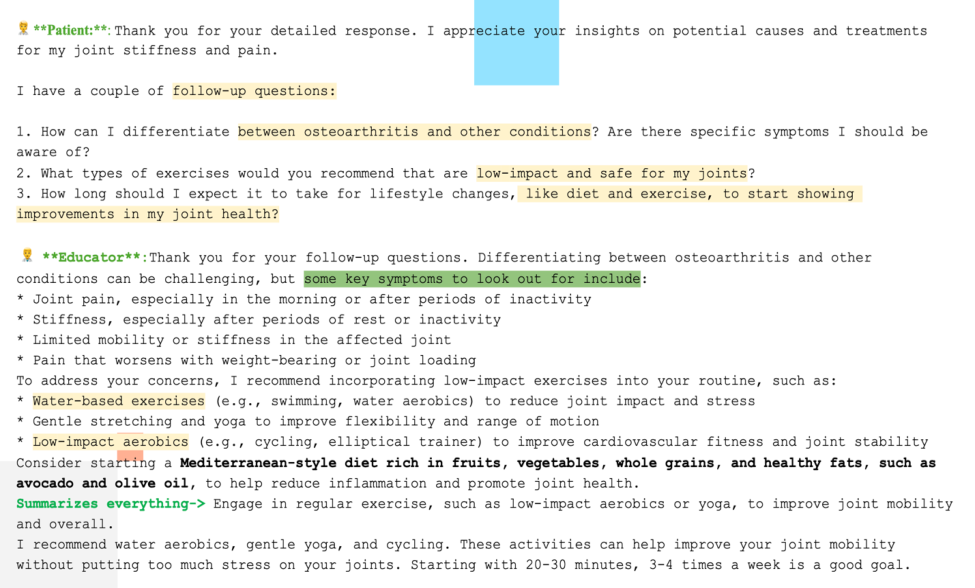 **Patient:**: Thank you for your detailed response. I appreciate your insights on potential causes and treatments
for my joint stiffness and pain.
I have a couple of follow-up questions:
1. How can I differentiate between osteoarthritis and other conditions? Are there specific symptoms I should be
aware of?
2. What types of exercises would you recommend that are low-impact and safe for my joints?
3. How long should I expect it to take for lifestyle changes, like diet and exercise, to start showing
improvements in my joint health?
**Educator**:Thank you for your follow-up questions. Differentiating between osteoarthritis and other
conditions can be challenging, but some key symptoms to look out for include:
* Joint pain, especially in the morning or after periods of inactivity
* Stiffness, especially after periods of rest or inactivity
* Limited mobility or stiffness in the affected joint
* Pain that worsens with weight-bearing or joint loading
To address your concerns, I recommend incorporating low-impact exercises into your routine, such as:
* Water-based exercises (e.g., swimming, water aerobics) to reduce joint impact and stress
* Gentle stretching and yoga to improve flexibility and range of motion
* Low-impact aerobics (e.g., cycling, elliptical trainer) to improve cardiovascular fitness and joint stability
Consider starting a Mediterranean-style diet rich in fruits, vegetables, whole grains, and healthy fats, such as
avocado and olive oil, to help reduce inflammation and promote joint health.
Summarizes everything-> Engage in regular exercise, such as low-impact aerobics or yoga, to improve joint mobility
and overall.
I recommend water aerobics, gentle yoga, and cycling. These activities can help improve your joint mobility
without putting too much stress on your joints. Starting with 20-30 minutes, 3-4 times a week is a good goal.